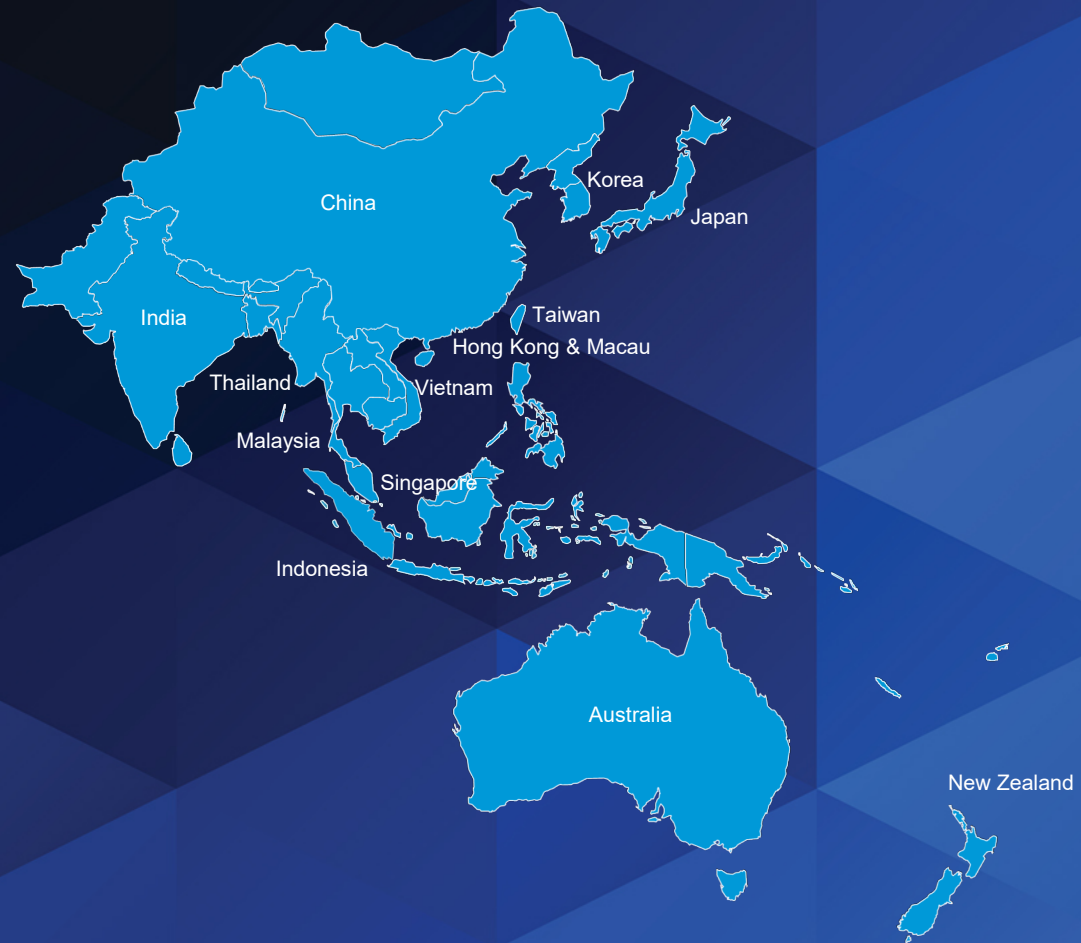 Korea
China
Japan
India
Taiwan
Hong Kong & Macau
Thailand
Vietnam
Malaysia
Singapore
Indonesia
Australia
New Zealand